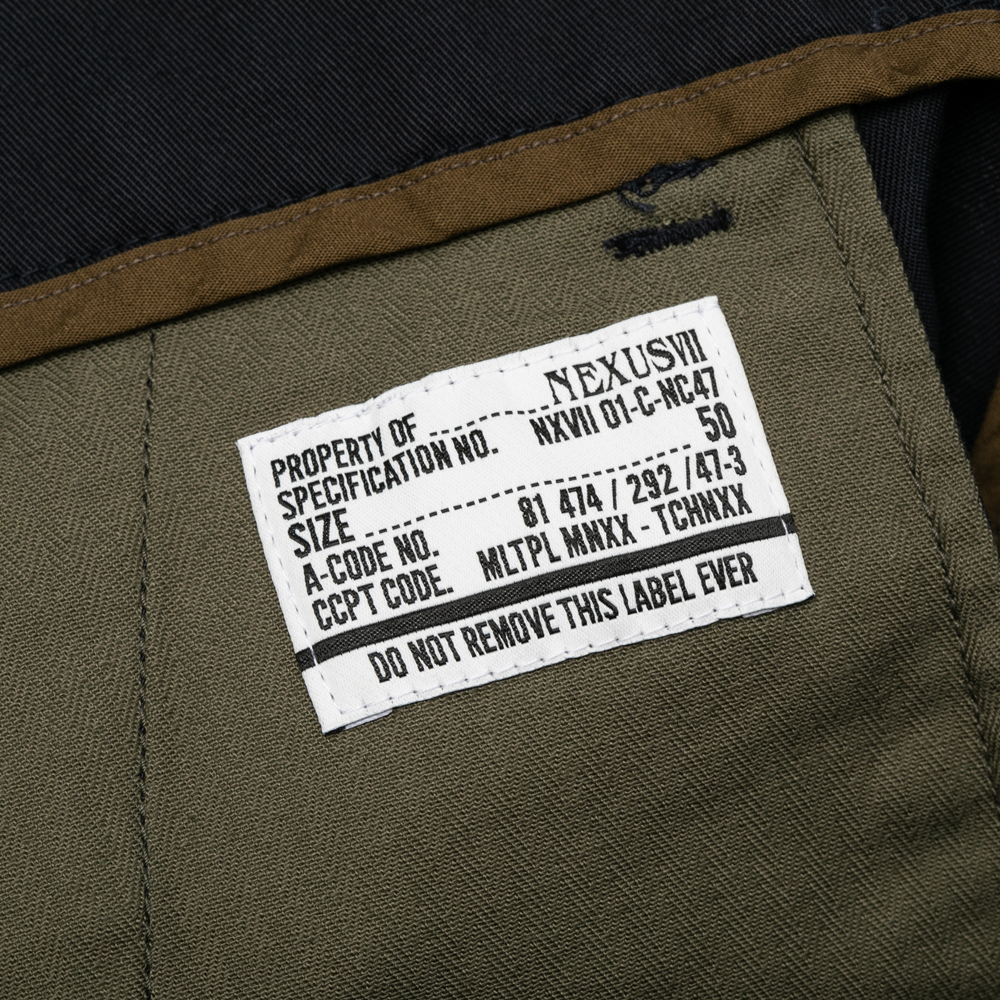 PROPERTY OF NEXUSVII
SPECIFICATION NO. NXVII 01-C-NC47
SIZE 50
A-CODE NO. 81 474 / 292 /47-3
CCPT CODE. MLTPL MNXX - TCHNXX
DO NOT REMOVE THIS LABEL EVER